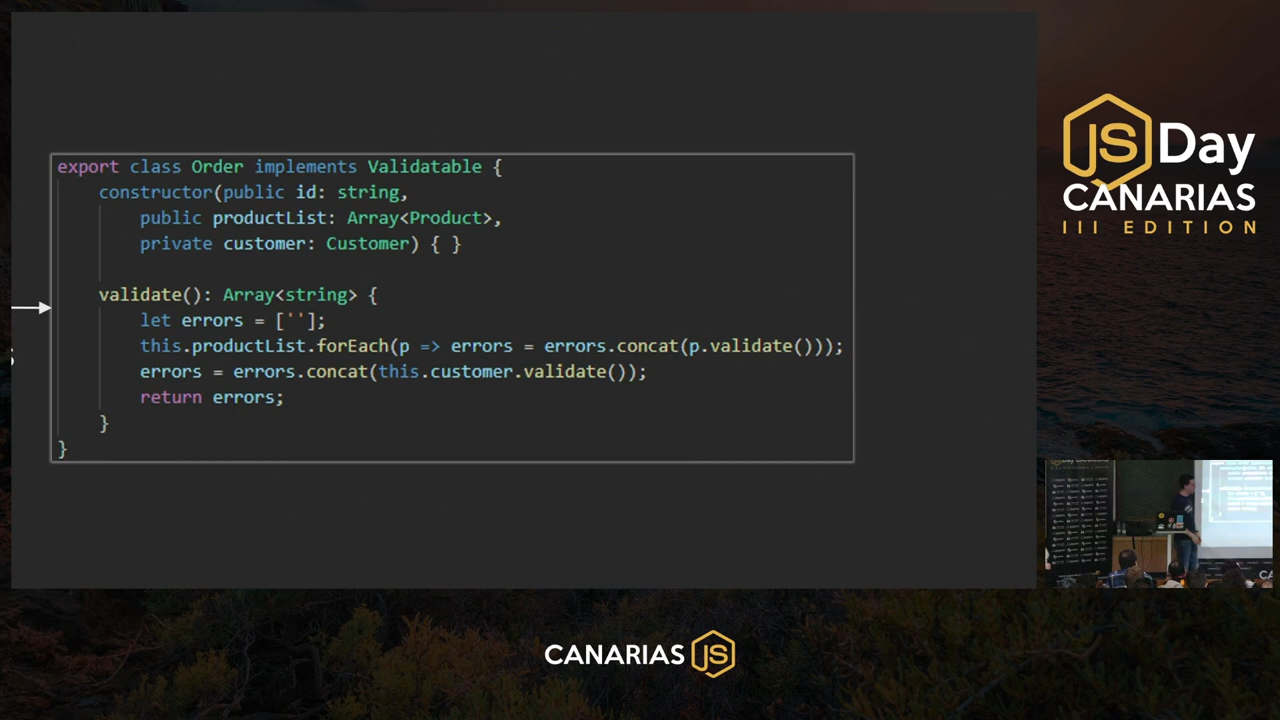 export class Order implements Validatable {
constructor(public id: string,
public productList: Array<Product>,
private customer: Customer) { }
validate(): Array<string> {
let errors = [''];
this.productList.forEach(p => errors = errors.concat(p.validate()));
errors = errors.concat(this.customer.validate());
return errors;
}
}
JS Day
CANARIAS
III EDITION
CANARIAS JS